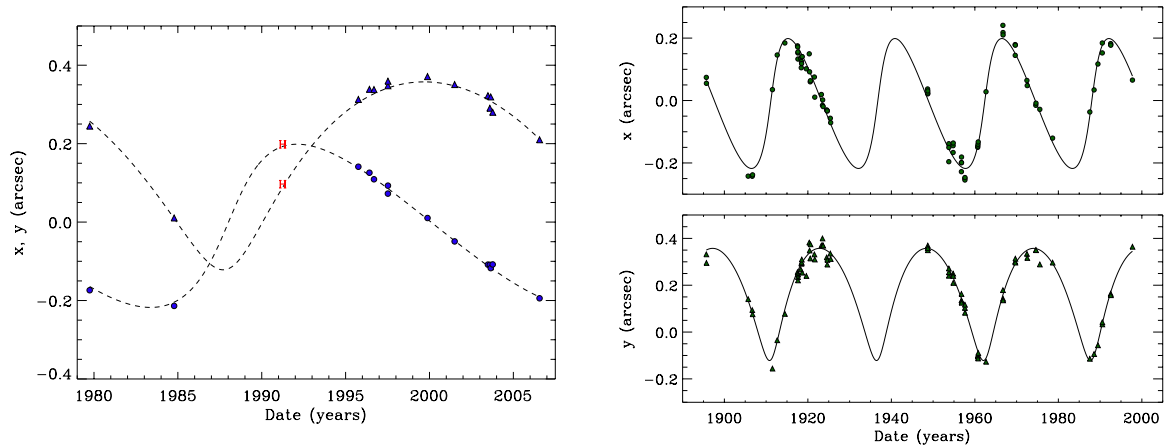 x, y (arcsec)
0.4
0.2
0.0
−0.2
−0.4
H
H
1980 1985 1990 1995 2000 2005
Date (years)
x (arcsec)
0.2
0.0
−0.2
y (arcsec)
0.4
0.2
0.0
−0.2
1900 1920 1940 1960 1980 2000
Date (years)